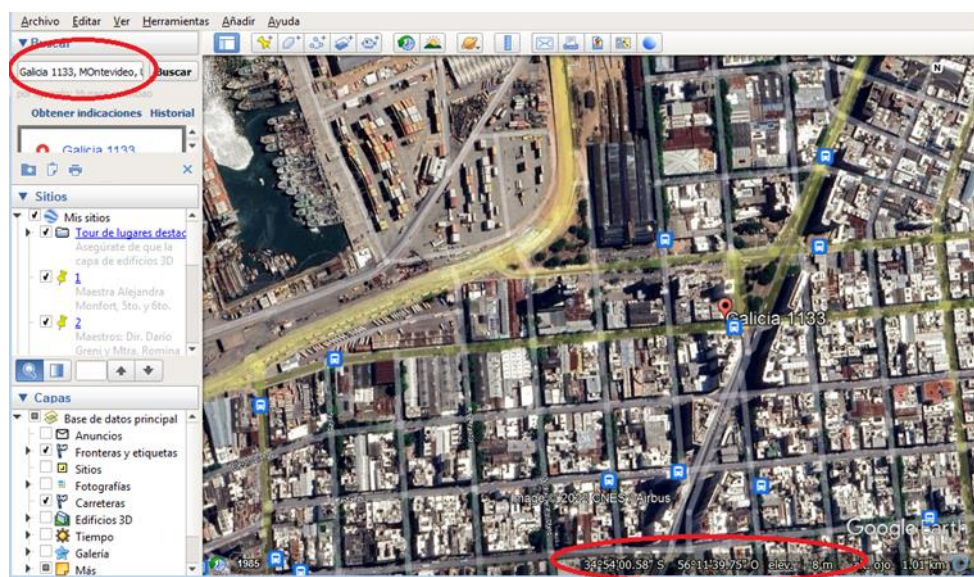 Archivo Editar Ver Herramientas Añadir Ayuda
▼ Buscar
Galicia 1133, MOntevideo, U
Buscar
Obtener indicaciones Historial
Galicia 1133
▼ Sitios
Mis sitios
Tour de lugares destac
Asegúrate de que la
capa de edificios 3D
1
Maestra Alejandra
Monfort, 5to. y 6to.
2
Maestros: Dir. Darío
Greni y Mtra. Romina
▼ Capas
Base de datos principal
Anuncios
Fronteras y etiquetas
Sitios
Fotografías
Carreteras
Edificios 3D
Tiempo
Galería
Más
N
Galicia 1133
Image © 2022 CNES / Airbus
Google Earth
1985
34°54'00.58" S 56°11'39.75" O elev. 8 m alt. ojo 1.01 km